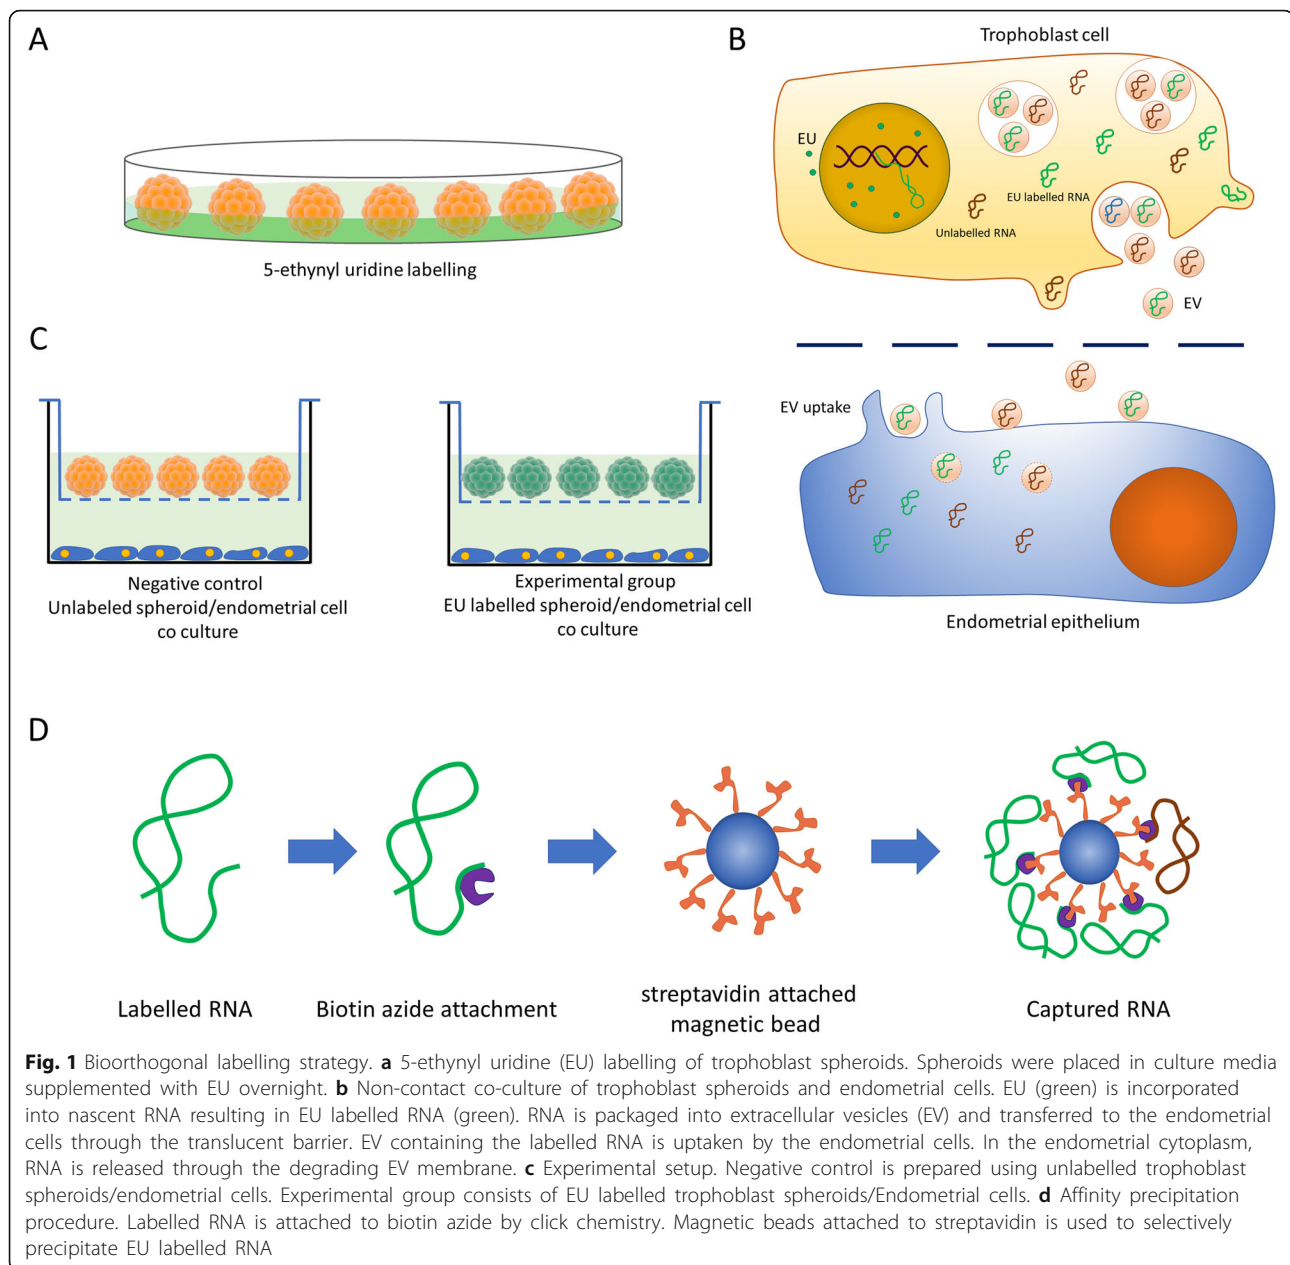 A
5-ethynyl uridine labelling
B
Trophoblast cell
EU
EU labelled RNA
Unlabelled RNA
EV
EV uptake
Endometrial epithelium
C
Negative control
Unlabeled spheroid/endometrial cell
co culture
Experimental group
EU labelled spheroid/endometrial cell
co culture
D
Labelled RNA
Biotin azide attachment
streptavidin attached
magnetic bead
Captured RNA
Fig. 1 Bioorthogonal labelling strategy. a 5-ethynyl uridine (EU) labelling of trophoblast spheroids. Spheroids were placed in culture media
supplemented with EU overnight. b Non-contact co-culture of trophoblast spheroids and endometrial cells. EU (green) is incorporated
into nascent RNA resulting in EU labelled RNA (green). RNA is packaged into extracellular vesicles (EV) and transferred to the endometrial
cells through the translucent barrier. EV containing the labelled RNA is uptaken by the endometrial cells. In the endometrial cytoplasm,
RNA is released through the degrading EV membrane. c Experimental setup. Negative control is prepared using unlabelled trophoblast
spheroids/endometrial cells. Experimental group consists of EU labelled trophoblast spheroids/Endometrial cells. d Affinity precipitation
procedure. Labelled RNA is attached to biotin azide by click chemistry. Magnetic beads attached to streptavidin is used to selectively
precipitate EU labelled RNA